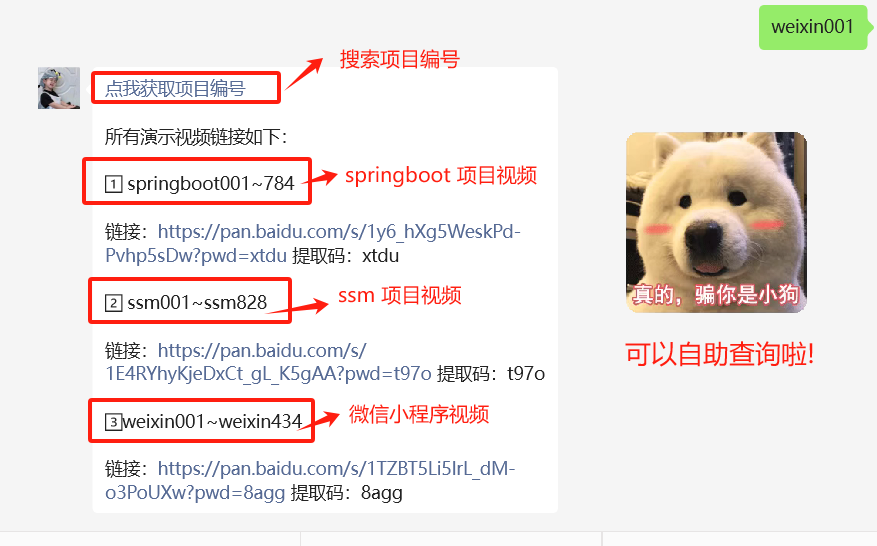 weixin001
搜索项目编号
点我获取项目编号
所有演示视频链接如下：
1 springboot001~784
springboot 项目视频
链接：https://pan.baidu.com/s/1y6_hXg5WeskPd-
Pvhp5sDw?pwd=xtdu 提取码：xtdu
2 ssm001~ssm828
ssm 项目视频
真的，骗你是小狗
可以自助查询啦!
链接：https://pan.baidu.com/s/
1E4RYhyKjeDxCt_gL_K5gAA?pwd=t97o 提取码：t97o
3weixin001~weixin434
微信小程序视频
链接：https://pan.baidu.com/s/1TZBT5Li5IrL_dM-
o3PoUXw?pwd=8agg 提取码：8agg